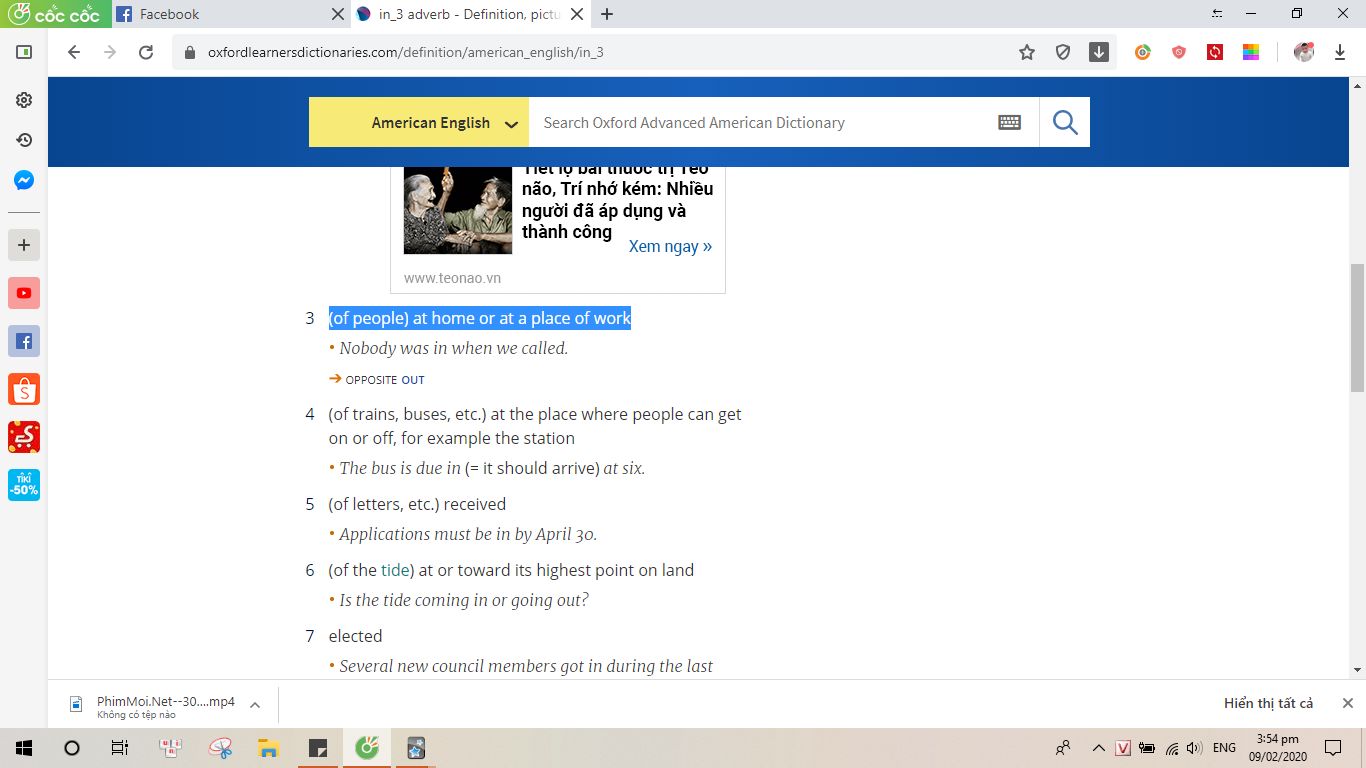 cốc cốc
Facebook
in_3 adverb - Definition, pictu
oxfordlearnersdictionaries.com/definition/american_english/in_3
American English
Search Oxford Advanced American Dictionary
Tiết lộ bài thuốc trị Teo
não, Trí nhớ kém: Nhiều
người đã áp dụng và
thành công
Xem ngay »
www.teonao.vn
3 (of people) at home or at a place of work
• Nobody was in when we called.
➔ OPPOSITE OUT
4 (of trains, buses, etc.) at the place where people can get
on or off, for example the station
• The bus is due in (= it should arrive) at six.
5 (of letters, etc.) received
• Applications must be in by April 30.
6 (of the tide) at or toward its highest point on land
• Is the tide coming in or going out?
7 elected
• Several new council members got in during the last
TIKI
-50%
PhimMoi.Net--30....mp4
Không có tệp nào
Hiển thị tất cả
V
ENG
3:54 pm
09/02/2020